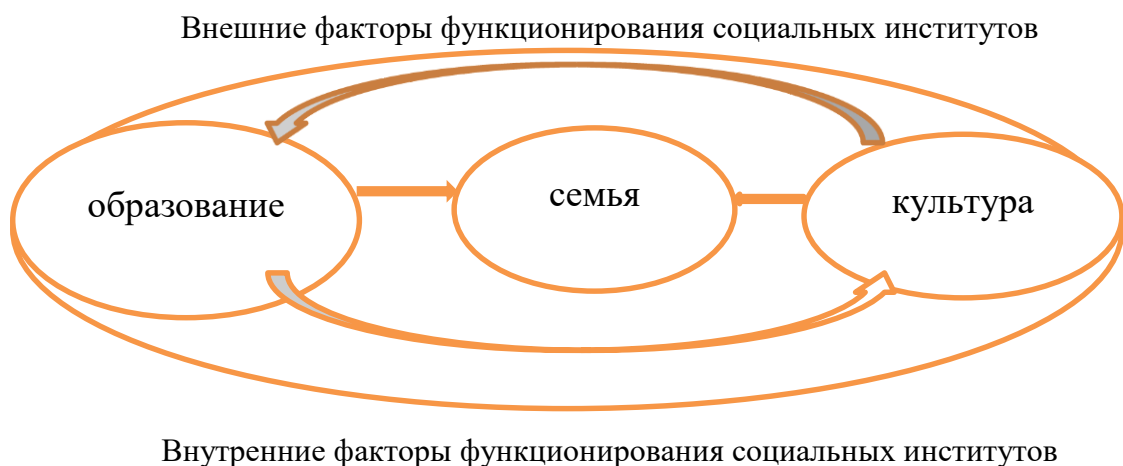 Внешние факторы функционирования социальных институтов
образование
семья
культура
Внутренние факторы функционирования социальных институтов